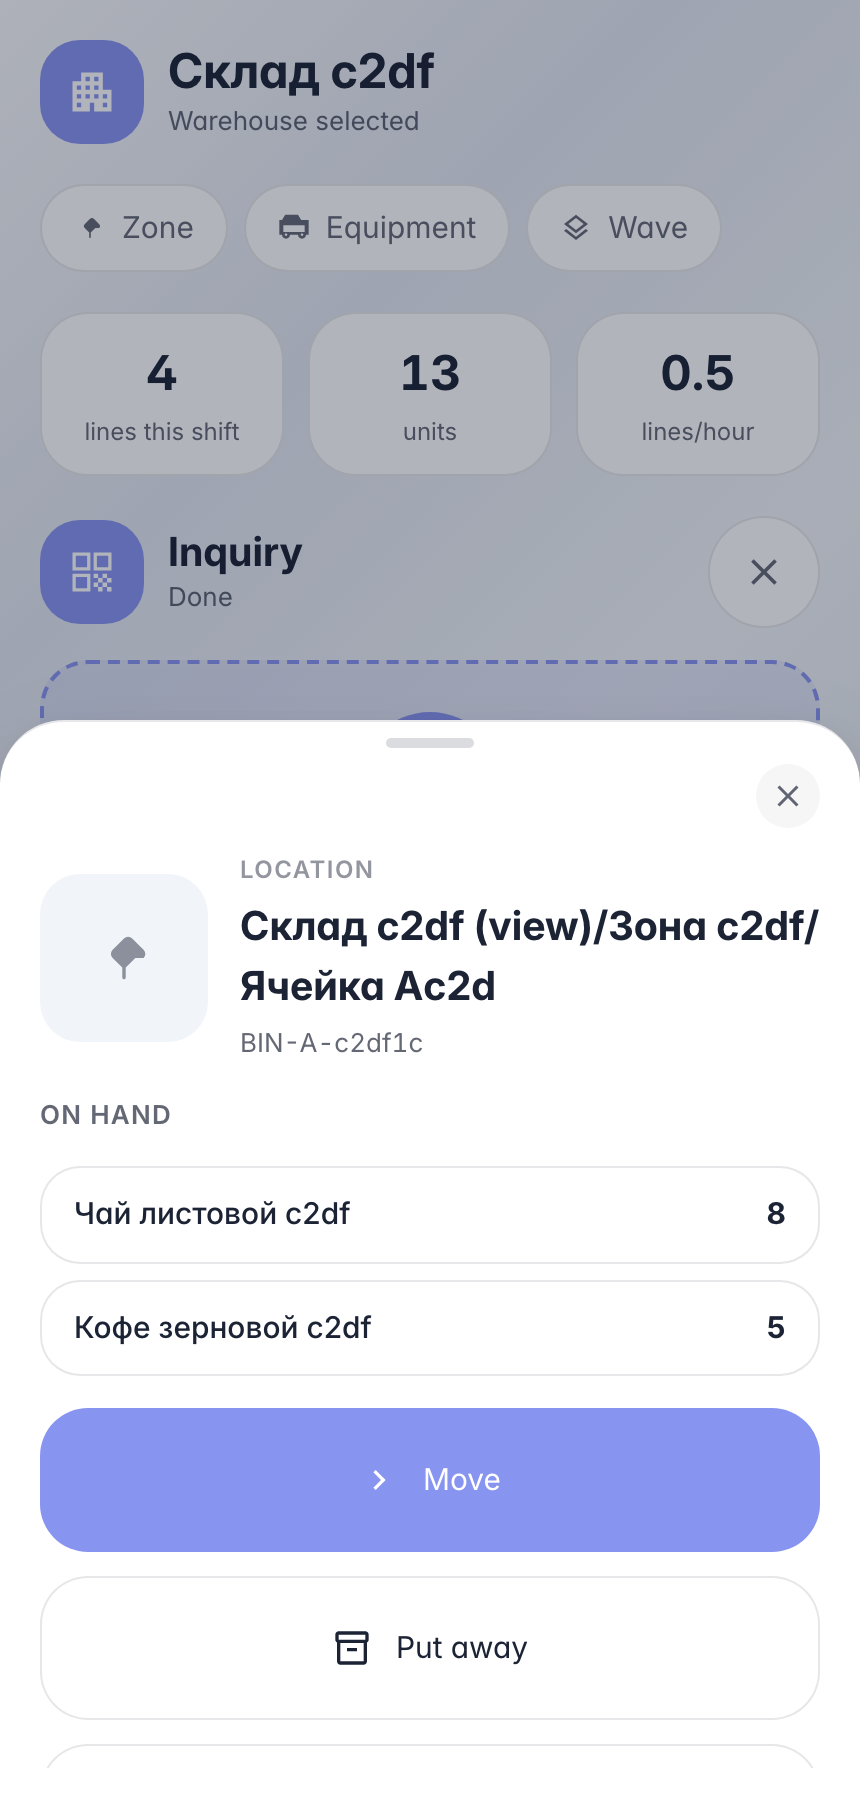 Склад c2df
Warehouse selected
Zone
Equipment
Wave
4
13
0.5
lines this shift
units
lines/hour
Inquiry
Done
LOCATION
Склад c2df (view)/Зона c2df/
Ячейка Ac2d
BIN-A-c2df1c
ON HAND
Чай листовой c2df
8
Кофе зерновой c2df
5
Move
Put away